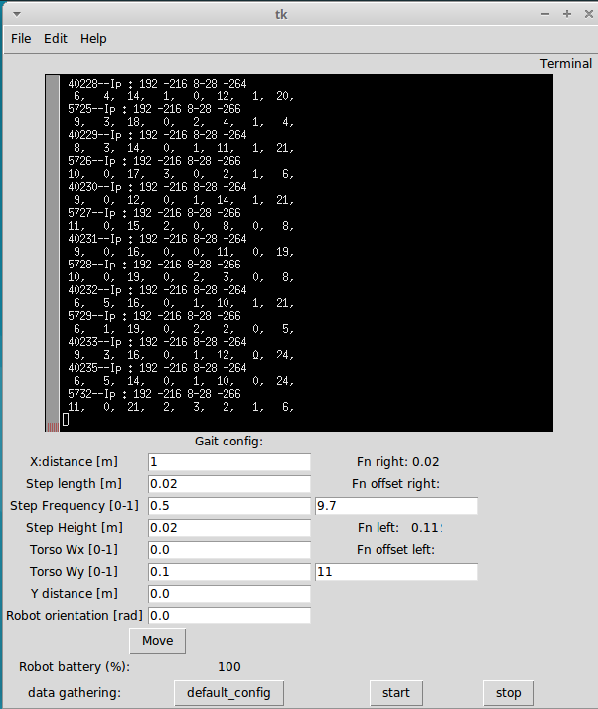 tk
File Edit Help
Terminal
40228--Ip : 192 -216 8-28 -264
6, 4, 14, 1, 0, 12, 1, 20,
5725--Ip : 192 -216 8-28 -266
9, 3, 18, 0, 2, 4, 1, 4,
40229--Ip : 192 -216 8-28 -264
8, 3, 14, 0, 1, 11, 1, 21,
5726--Ip : 192 -216 8-28 -266
10, 0, 17, 3, 0, 2, 1, 6,
40230--Ip : 192 -216 8-28 -264
9, 0, 12, 0, 1, 14, 1, 21,
5727--Ip : 192 -216 8-28 -266
11, 0, 15, 2, 0, 8, 0, 8,
40231--Ip : 192 -216 8-28 -264
9, 0, 16, 0, 0, 11, 0, 19,
5728--Ip : 192 -216 8-28 -266
10, 0, 19, 0, 2, 3, 0, 8,
40232--Ip : 192 -216 8-28 -264
6, 5, 16, 0, 1, 10, 1, 21,
5729--Ip : 192 -216 8-28 -266
6, 1, 19, 0, 2, 2, 0, 5,
40233--Ip : 192 -216 8-28 -264
9, 3, 16, 0, 1, 12, 0, 24,
40235--Ip : 192 -216 8-28 -264
6, 5, 14, 0, 1, 10, 0, 24,
5732--Ip : 192 -216 8-28 -266
11, 0, 21, 2, 3, 2, 1, 6,
Gait config:
X:distance [m] 1 Fn right: 0.02
Step length [m] 0.02 Fn offset right:
Step Frequency [0-1] 0.5 9.7
Step Height [m] 0.02 Fn left: 0.11
Torso Wx [0-1] 0.0 Fn offset left:
Torso Wy [0-1] 0.1 11
Y distance [m] 0.0
Robot orientation [rad] 0.0
Move
Robot battery (%): 100
data gathering: default_config start stop